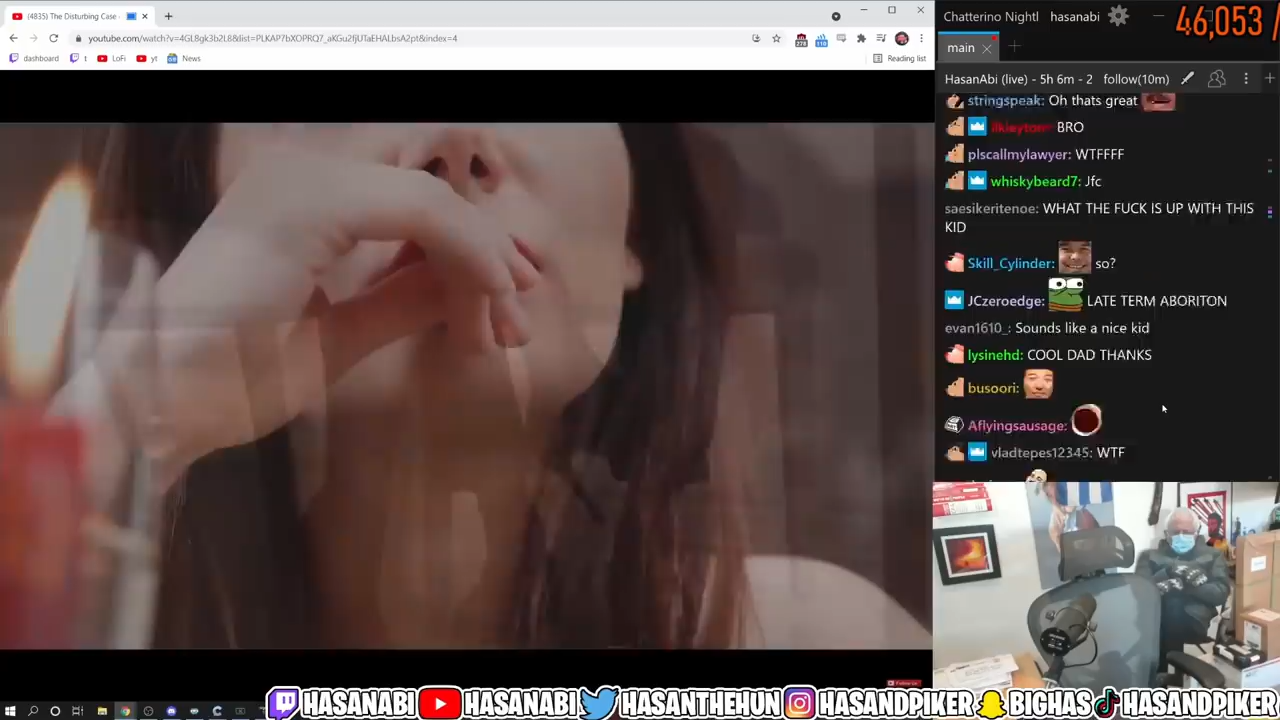 (4835) The Disturbing Case
youtube.com/watch?v=4GL8gk3b2L8&list=PLKAP7bXOPRQ7_aKGu2fjUTaEHALbsA2pt&index=4
dashboard
t
LoFi
yt
News
Reading list
Follow us
Chatterino Nightl
hasanabi
46,053 /
main
HasanAbi (live) - 5h 6m - 2
follow(10m)
stringspeak: Oh thats great
BRO
plscallmylawyer: WTFFFF
whiskybeard7: Jfc
saesikeritenoe: WHAT THE FUCK IS UP WITH THIS
KID
Skill_Cylinder: so?
JCzeroedge: LATE TERM ABORITON
evan1610_: Sounds like a nice kid
lysinehd: COOL DAD THANKS
busoori:
Aflyingsausage:
vladtepes12345: WTF
HASANABI HASANABI HASANTHEHUN HASANDPIKER BIGHAS HASANDPIKER